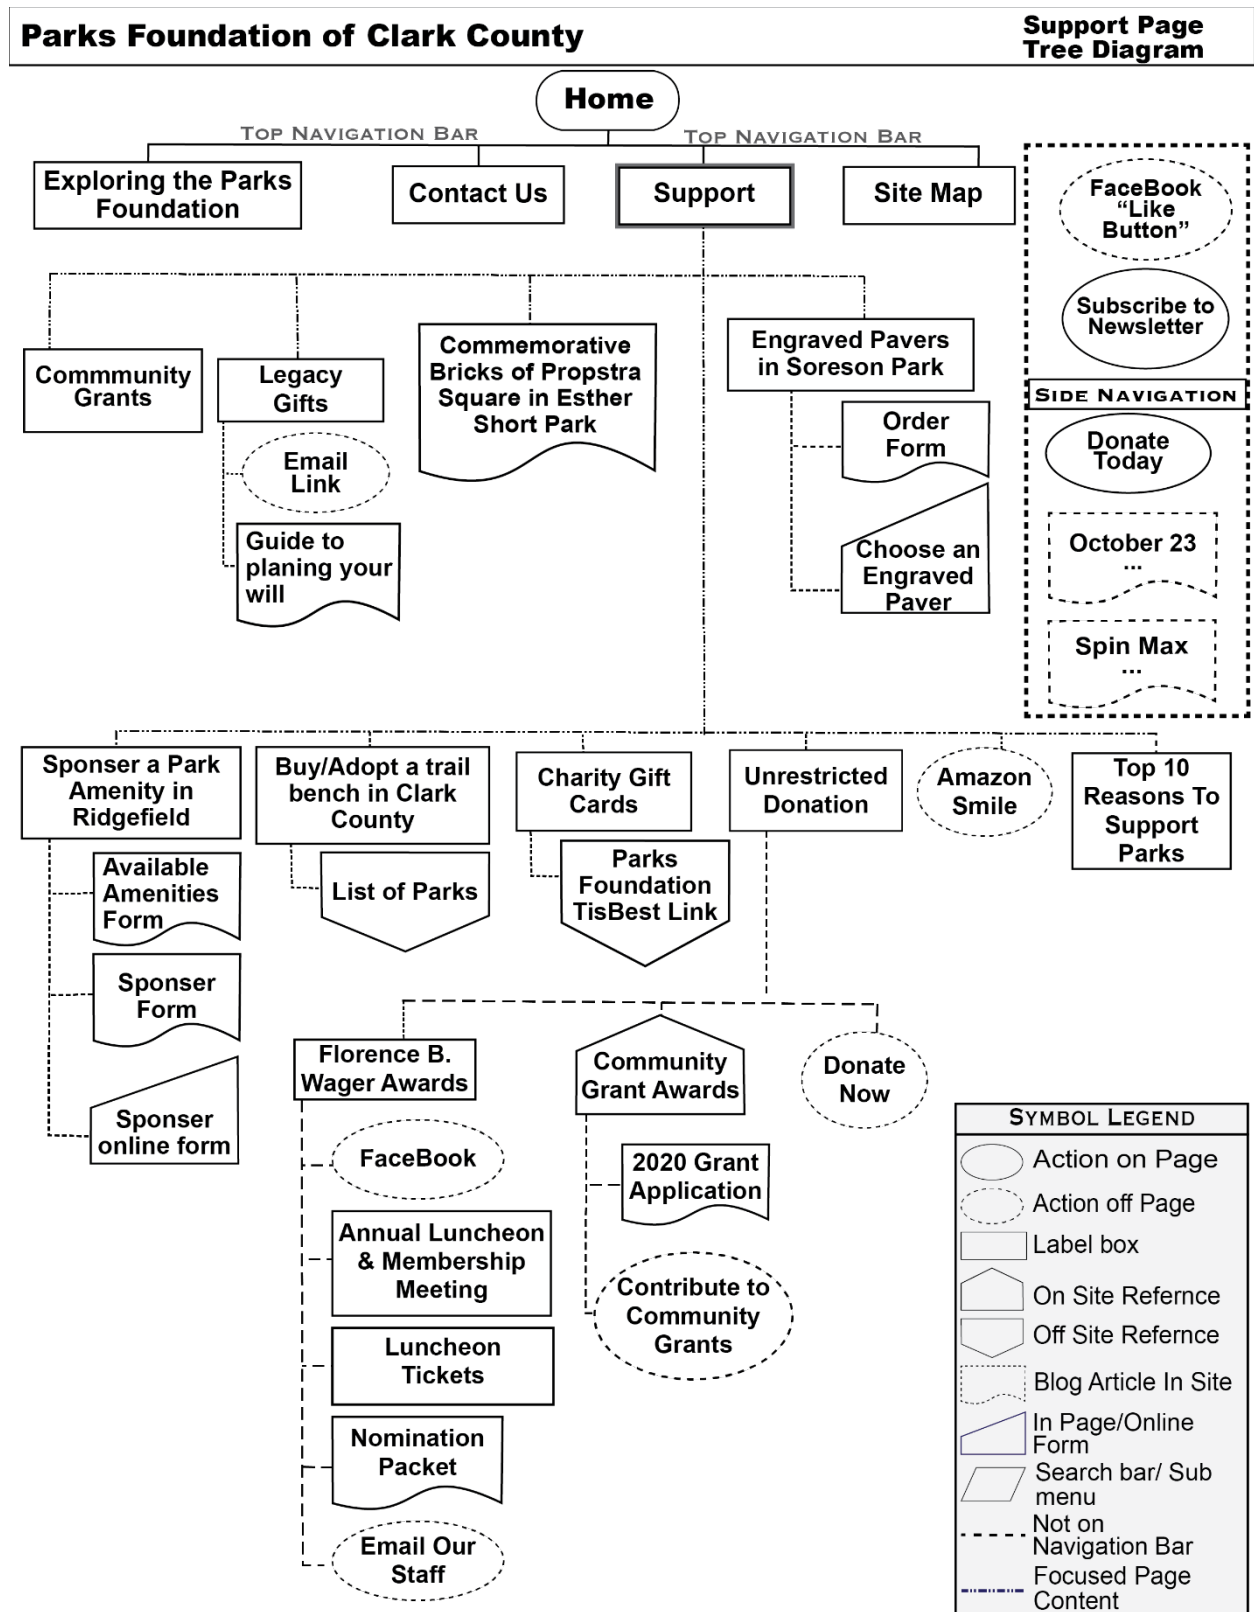 Parks Foundation of Clark County
Support Page
Tree Diagram
Home
TOP NAVIGATION BAR
TOP NAVIGATION BAR
Exploring the Parks
Foundation
Contact Us
Support
Site Map
FaceBook
“Like
Button”
Subscribe to
Newsletter
SIDE NAVIGATION
Donate
Today
October 23
...
Spin Max
...
Commmunity
Grants
Legacy
Gifts
Email
Link
Guide to
planing your
will
Commemorative
Bricks of Propstra
Square in Esther
Short Park
Engraved Pavers
in Soreson Park
Order
Form
Choose an
Engraved
Paver
Sponser a Park
Amenity in
Ridgefield
Available
Amenities
Form
Sponser
Form
Sponser
online form
Buy/Adopt a trail
bench in Clark
County
List of Parks
Charity Gift
Cards
Parks
Foundation
TisBest Link
Unrestricted
Donation
Amazon
Smile
Top 10
Reasons To
Support
Parks
Florence B.
Wager Awards
FaceBook
Annual Luncheon
& Membership
Meeting
Luncheon
Tickets
Nomination
Packet
Email Our
Staff
Community
Grant Awards
2020 Grant
Application
Contribute to
Community
Grants
Donate
Now
SYMBOL LEGEND
Action on Page
Action off Page
Label box
On Site Refernce
Off Site Refernce
Blog Article In Site
In Page/Online
Form
Search bar/ Sub
menu
Not on
Navigation Bar
Focused Page
Content